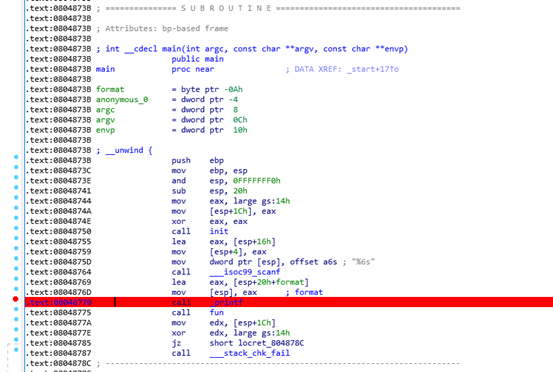 .text:0804873B ; =============== S U B R O U T I N E =======================================
.text:0804873B
.text:0804873B ; Attributes: bp-based frame
.text:0804873B
.text:0804873B ; int __cdecl main(int argc, const char **argv, const char **envp)
.text:0804873B public main
.text:0804873B main proc near ; DATA XREF: _start+17↑o
.text:0804873B
.text:0804873B format = byte ptr -0Ah
.text:0804873B anonymous_0 = dword ptr -4
.text:0804873B argc = dword ptr 8
.text:0804873B argv = dword ptr 0Ch
.text:0804873B envp = dword ptr 10h
.text:0804873B
.text:0804873B ; __unwind {
.text:0804873B push ebp
.text:0804873C mov ebp, esp
.text:0804873E and esp, 0FFFFFFF0h
.text:08048741 sub esp, 20h
.text:08048744 mov eax, large gs:14h
.text:0804874A mov [esp+1Ch], eax
.text:0804874E xor eax, eax
.text:08048750 call init
.text:08048755 lea eax, [esp+16h]
.text:08048759 mov [esp+4], eax
.text:0804875D mov dword ptr [esp], offset a6s ; "%6s"
.text:08048764 call ___isoc99_scanf
.text:08048769 lea eax, [esp+20h+format]
.text:0804876D mov [esp], eax ; format
.text:08048770 call _printf
.text:08048775 call fun
.text:0804877A mov edx, [esp+1Ch]
.text:0804877E xor edx, large gs:14h
.text:08048785 jz short locret_804878C
.text:08048787 call ___stack_chk_fail
.text:0804878C ; ---------------------------------------------------------------------------